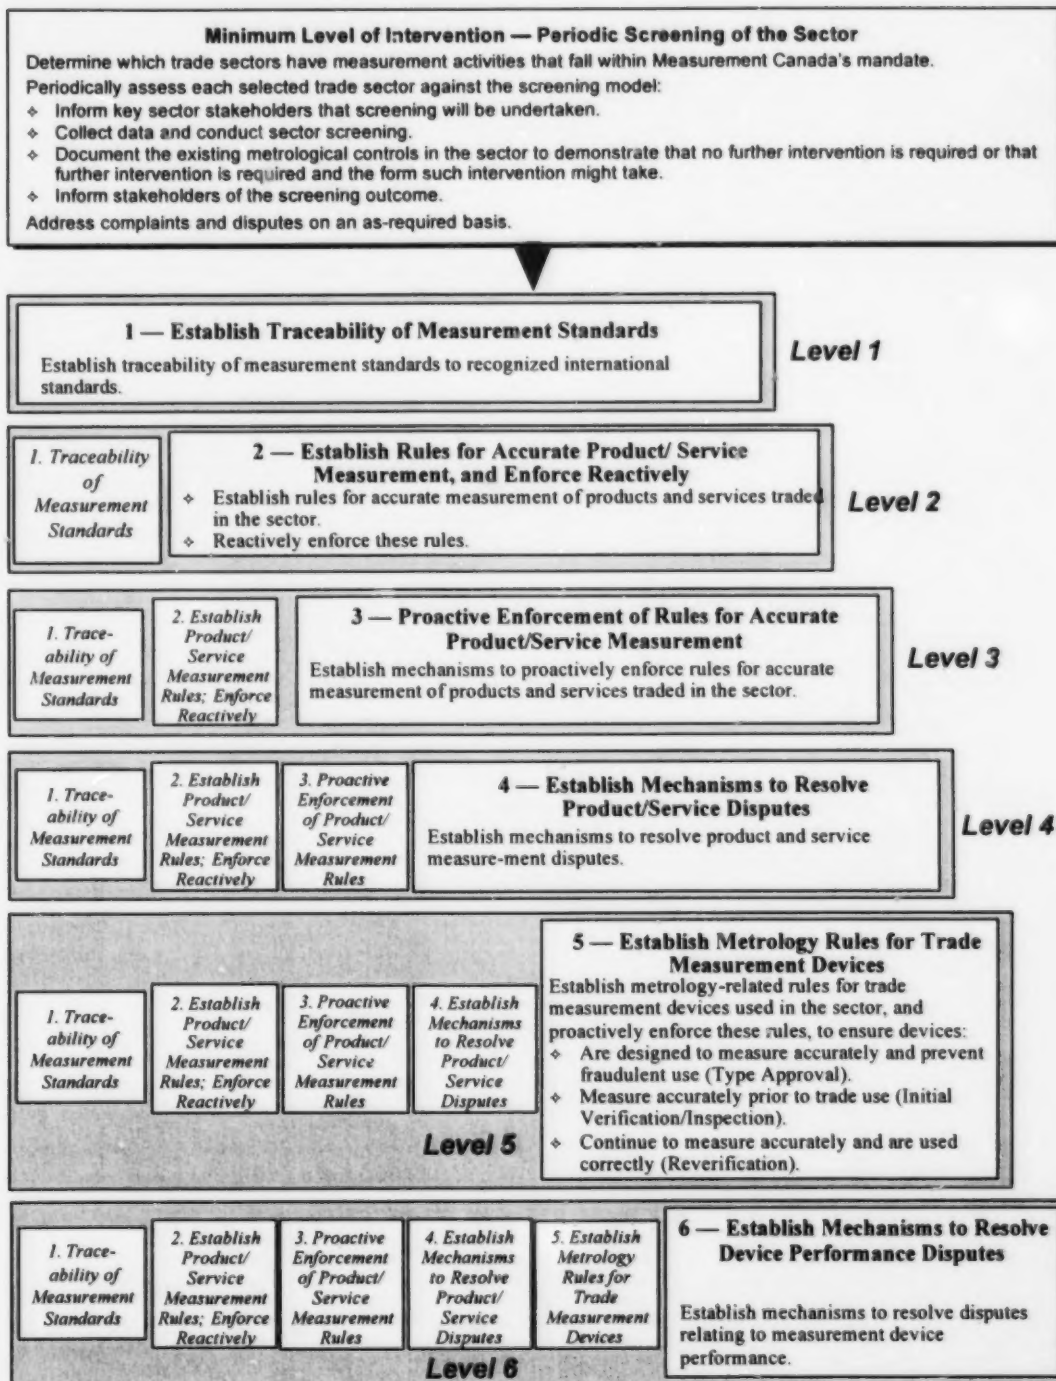 Minimum Level of Intervention — Periodic Screening of the Sector
Determine which trade sectors have measurement activities that fall within Measurement Canada's mandate.
Periodically assess each selected trade sector against the screening model:
❖ Inform key sector stakeholders that screening will be undertaken.
❖ Collect data and conduct sector screening.
❖ Document the existing metrological controls in the sector to demonstrate that no further intervention is required or that
further intervention is required and the form such intervention might take.
❖ Inform stakeholders of the screening outcome.
Address complaints and disputes on an as-required basis.
1 — Establish Traceability of Measurement Standards
Establish traceability of measurement standards to recognized international
standards.
Level 1
1. Traceability
of
Measurement
Standards
2 — Establish Rules for Accurate Product/ Service
Measurement, and Enforce Reactively
❖ Establish rules for accurate measurement of products and services traded
in the sector.
❖ Reactively enforce these rules.
Level 2
1. Trace-
ability of
Measurement
Standards
2. Establish
Product/
Service
Measurement
Rules; Enforce
Reactively
3 — Proactive Enforcement of Rules for Accurate
Product/Service Measurement
Establish mechanisms to proactively enforce rules for accurate
measurement of products and services traded in the sector.
Level 3
1. Trace-
ability of
Measurement
Standards
2. Establish
Product/
Service
Measurement
Rules; Enforce
Reactively
3. Proactive
Enforcement
of Product/
Service
Measurement
Rules
4 — Establish Mechanisms to Resolve
Product/Service Disputes
Establish mechanisms to resolve product and service
measure-ment disputes.
Level 4
1. Trace-
ability of
Measurement
Standards
2. Establish
Product/
Service
Measurement
Rules; Enforce
Reactively
3. Proactive
Enforcement
of Product/
Service
Measurement
Rules
4. Establish
Mechanisms
to Resolve
Product/
Service
Disputes
5 — Establish Metrology Rules for Trade
Measurement Devices
Establish metrology-related rules for trade
measurement devices used in the sector, and
proactively enforce these rules, to ensure devices:
❖ Are designed to measure accurately and prevent
fraudulent use (Type Approval).
❖ Measure accurately prior to trade use (Initial
Verification/Inspection).
❖ Continue to measure accurately and are used
correctly (Reverification).
Level 5
1. Trace-
ability of
Measurement
Standards
2. Establish
Product/
Service
Measurement
Rules; Enforce
Reactively
3. Proactive
Enforcement
of Product/
Service
Measurement
Rules
4. Establish
Mechanisms
to Resolve
Product/
Service
Disputes
5. Establish
Metrology
Rules for
Trade
Measurement
Devices
6 — Establish Mechanisms to Resolve
Device Performance Disputes
Establish mechanisms to resolve disputes
relating to measurement device
performance.
Level 6